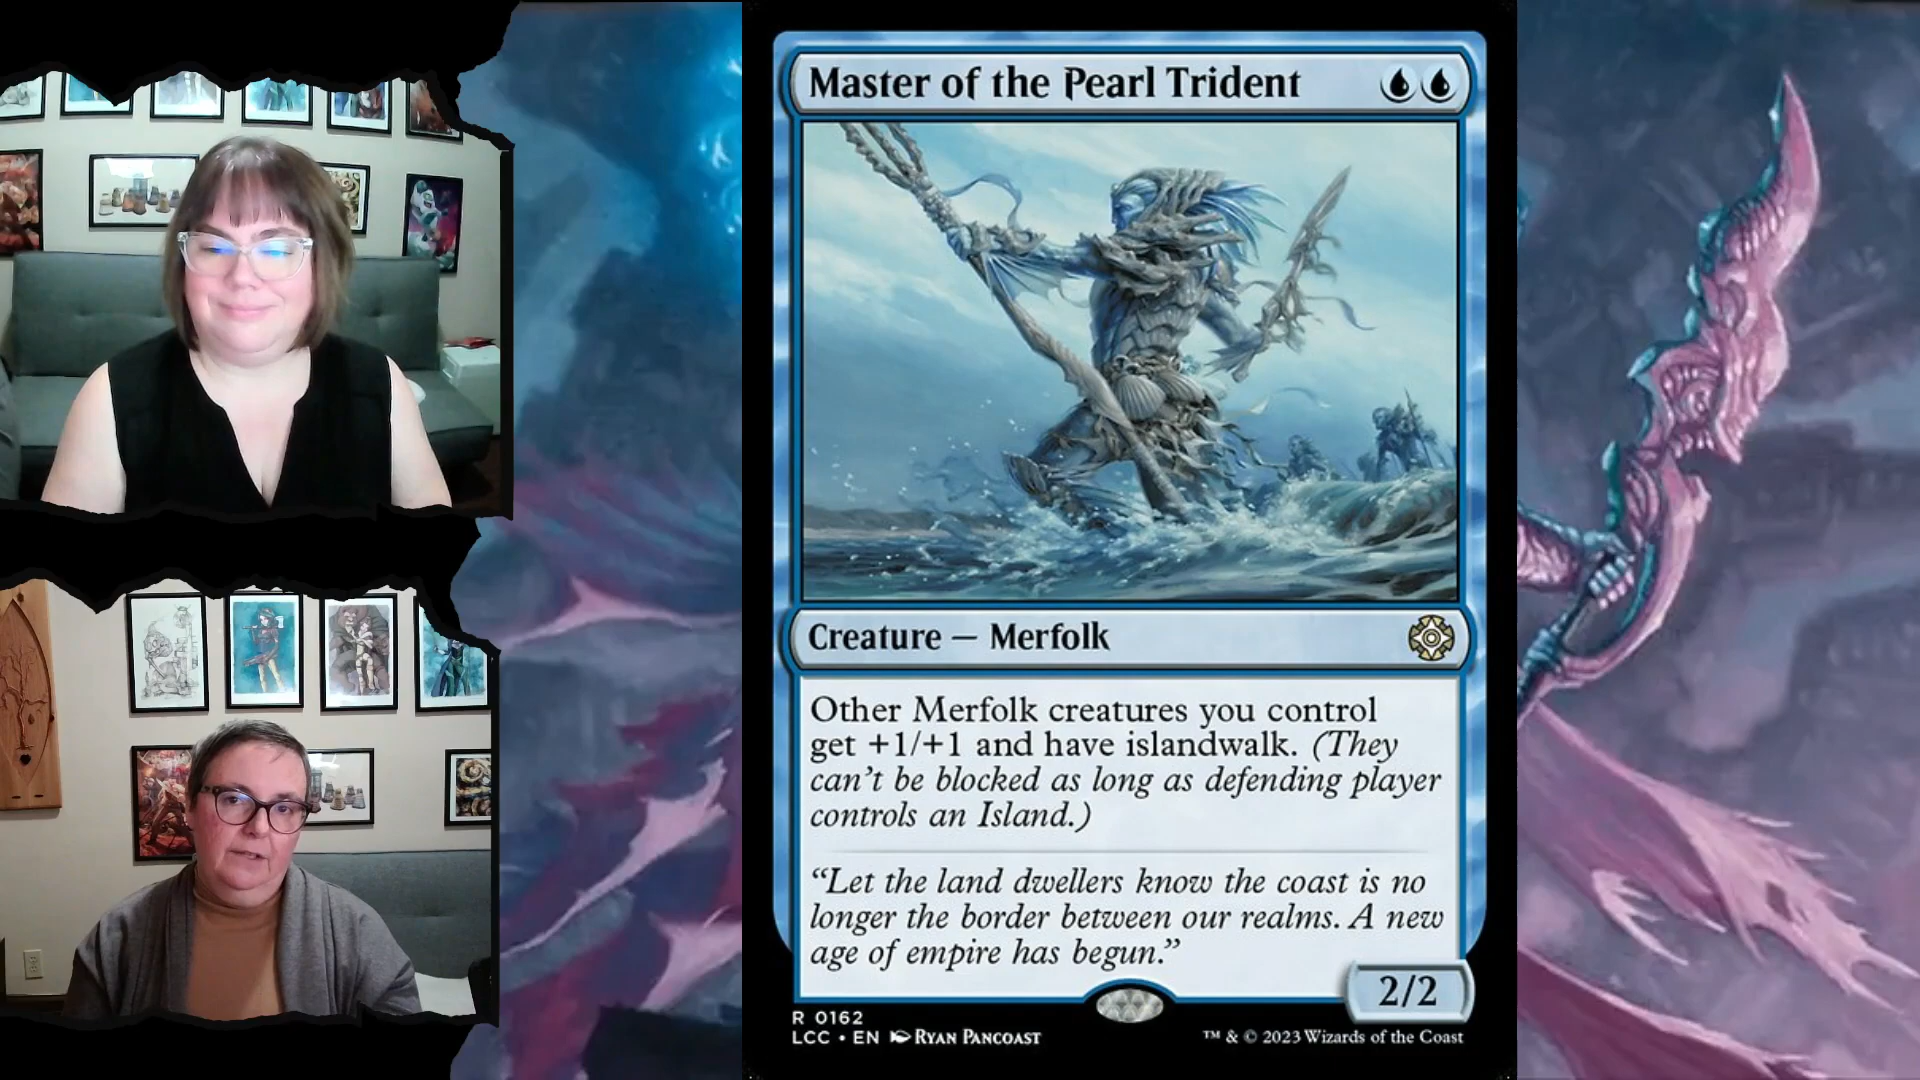 Master of the Pearl Trident
Creature — Merfolk
Other Merfolk creatures you control
get +1/+1 and have islandwalk. (They
can't be blocked as long as defending player
controls an Island.)
“Let the land dwellers know the coast is no
longer the border between our realms. A new
age of empire has begun.”
2/2
R 0162
LCC • EN Ryan Pancoast
™ & © 2023 Wizards of the Coast